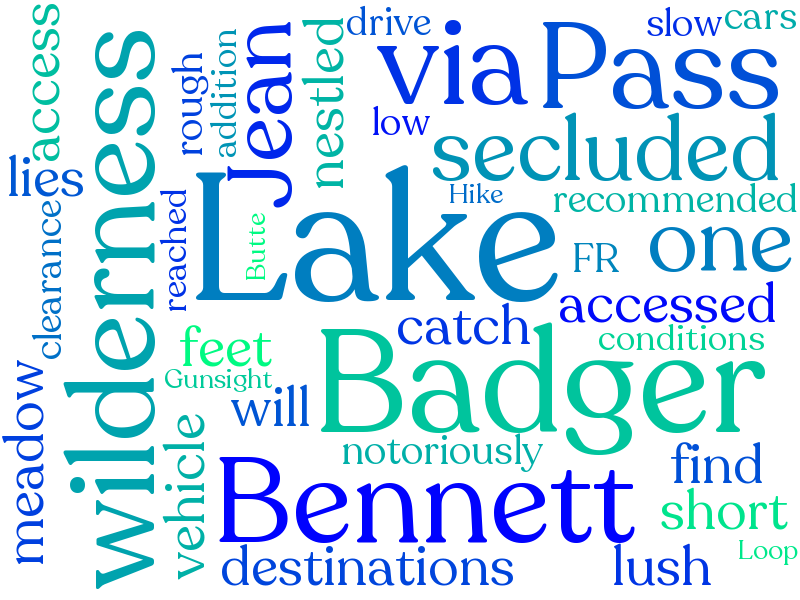 access
wilderness
rough
addition
Jean
nestled
drive
via
Pass
slow
cars
low
secluded
lies
Lake
Hike
recommended
clearance
reached
Butte
FR
one
accessed
catch
conditions
feet
Gunsight
Badger
meadow
will
vehicle
notoriously
Bennett
find
short
destinations
lush
Loop